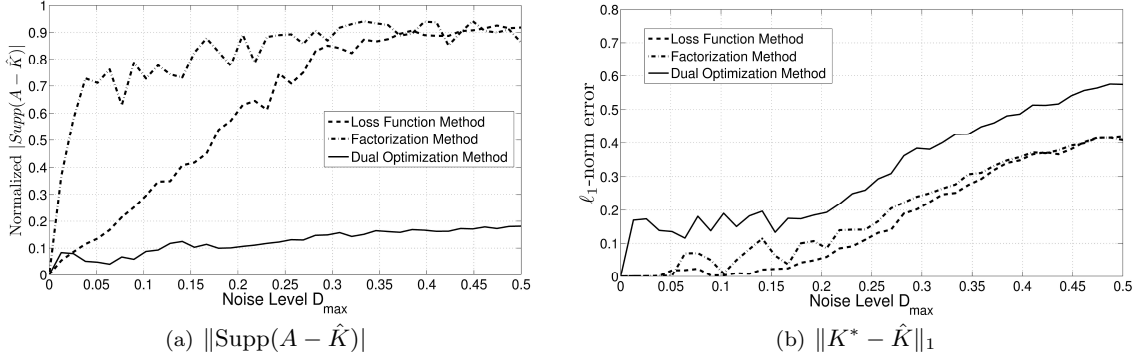 Normalized |Supp(A − K̂)|
1
0.9
0.8
0.7
0.6
0.5
0.4
0.3
0.2
0.1
0
Loss Function Method
Factorization Method
Dual Optimization Method
0 0.05 0.1 0.15 0.2 0.25 0.3 0.35 0.4 0.45 0.5
Noise Level D_max
(a) ‖Supp(A − K̂)|
ℓ₁-norm error
0.8
0.7
0.6
0.5
0.4
0.3
0.2
0.1
0
Loss Function Method
Factorization Method
Dual Optimization Method
0 0.05 0.1 0.15 0.2 0.25 0.3 0.35 0.4 0.45 0.5
Noise Level D_max
(b) ‖K* − K̂‖₁